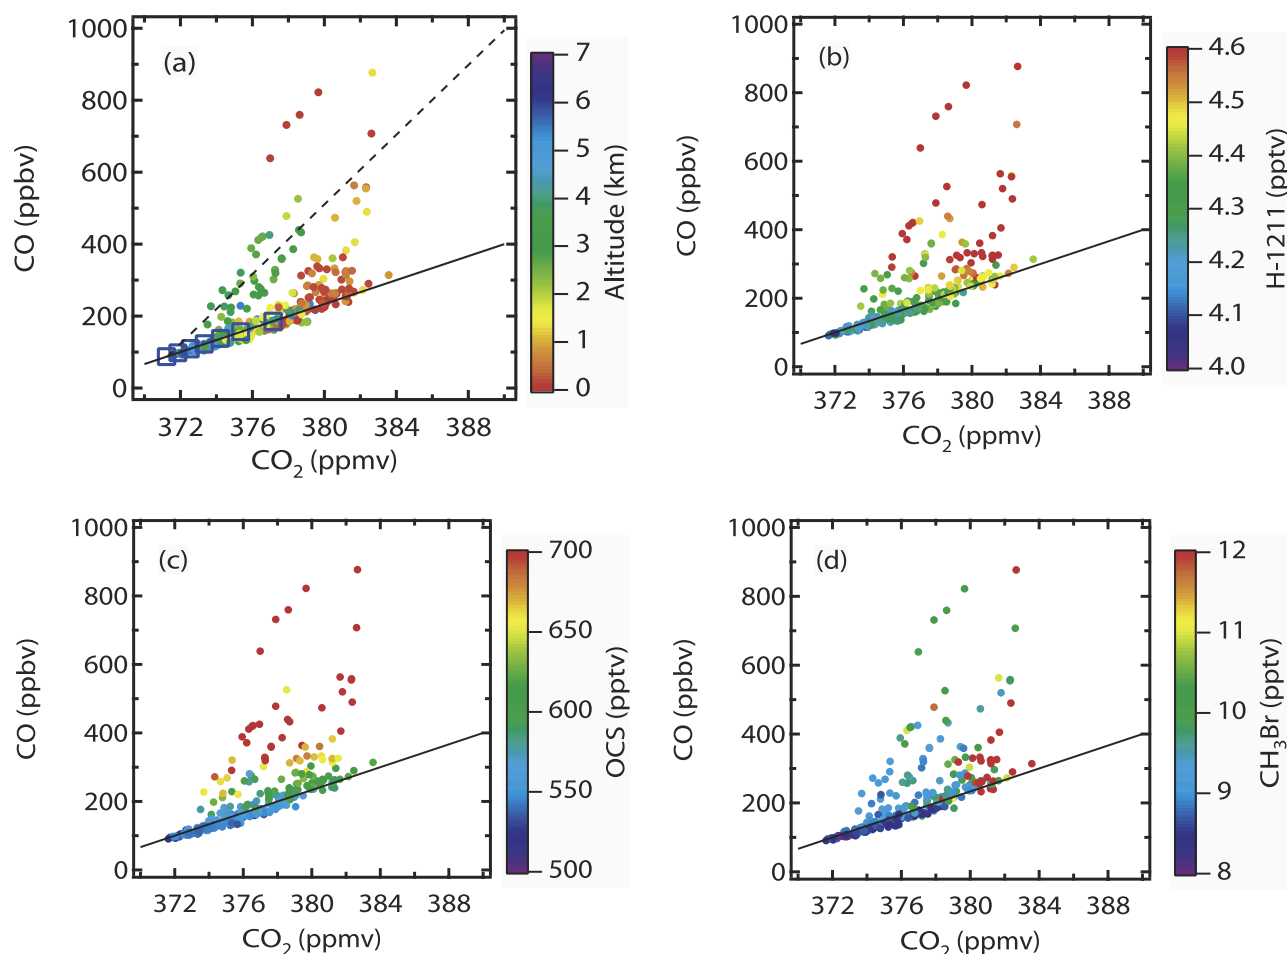 (a)
1000
800
600
400
200
0
CO (ppbv)
372 376 380 384 388
CO2 (ppmv)
7
6
5
4
3
2
1
0
Altitude (km)
(b)
1000
800
600
400
200
0
CO (ppbv)
372 376 380 384 388
CO2 (ppmv)
4.6
4.5
4.4
4.3
4.2
4.1
4.0
H-1211 (pptv)
(c)
1000
800
600
400
200
0
CO (ppbv)
372 376 380 384 388
CO2 (ppmv)
700
650
600
550
500
OCS (pptv)
(d)
1000
800
600
400
200
0
CO (ppbv)
372 376 380 384 388
CO2 (ppmv)
12
11
10
9
8
CH3Br (pptv)